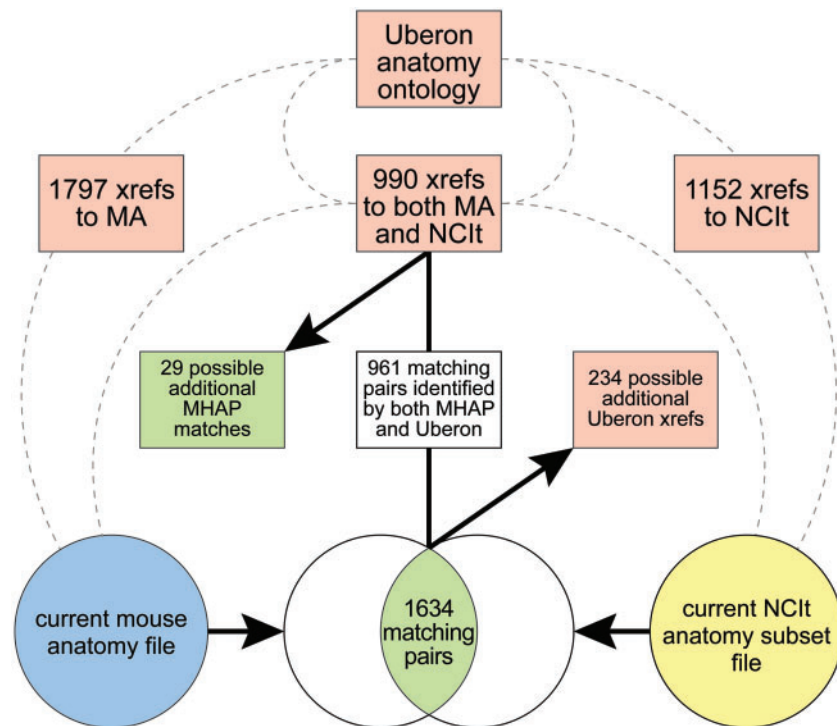 Uberon
anatomy
ontology
1797 xrefs
to MA
990 xrefs
to both MA
and NCIt
1152 xrefs
to NCIt
29 possible
additional
MHAP
matches
961 matching
pairs identified
by both MHAP
and Uberon
234 possible
additional
Uberon xrefs
current mouse
anatomy file
1634
matching
pairs
current NCIt
anatomy subset
file